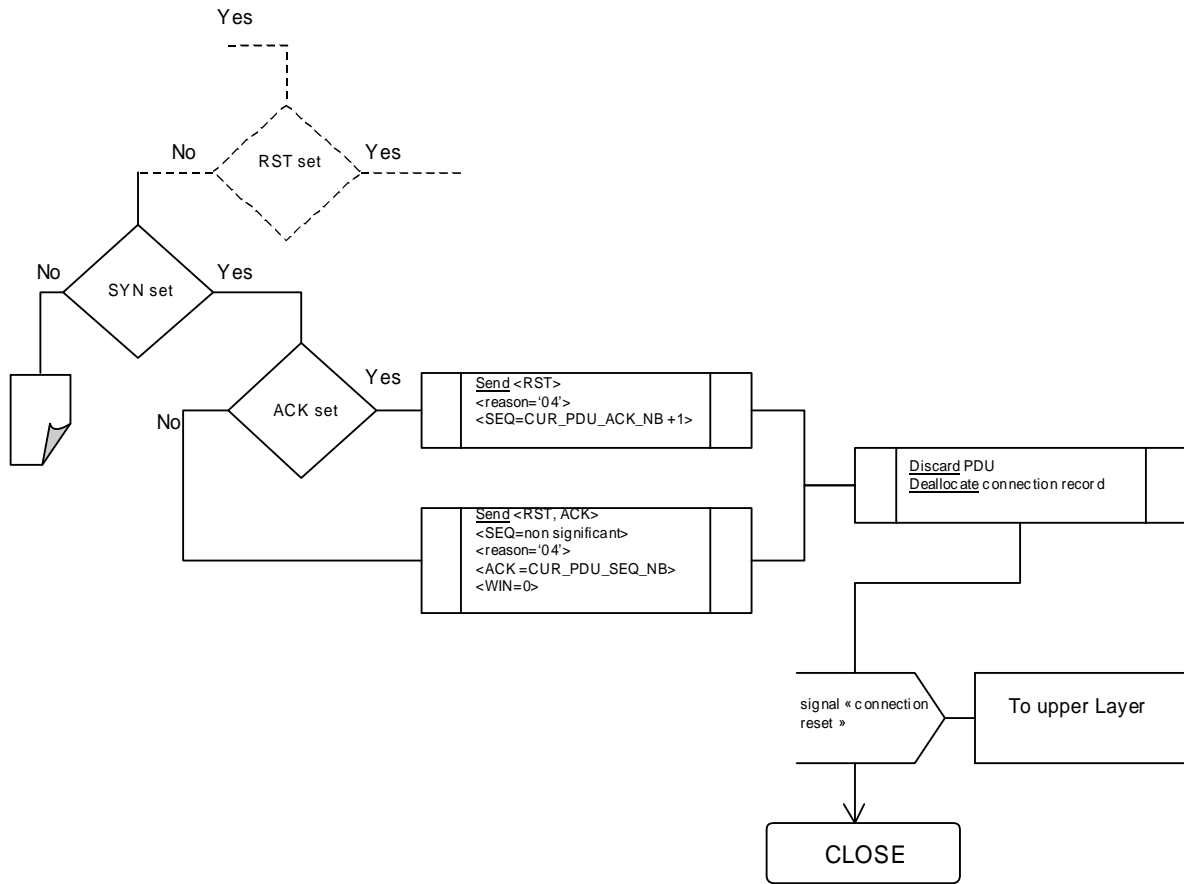 Yes
RST set
No
Yes
SYN set
No
Yes
ACK set
Yes
No
Send <RST>
<reason=‘04’>
<SEQ=CUR_PDU_ACK_NB +1>
Send <RST, ACK>
<SEQ=non significant>
<reason=‘04’>
<ACK =CUR_PDU_SEQ_NB>
<WIN=0>
Discard PDU
Deallocate connection record
signal « connection
reset »
To upper Layer
CLOSE